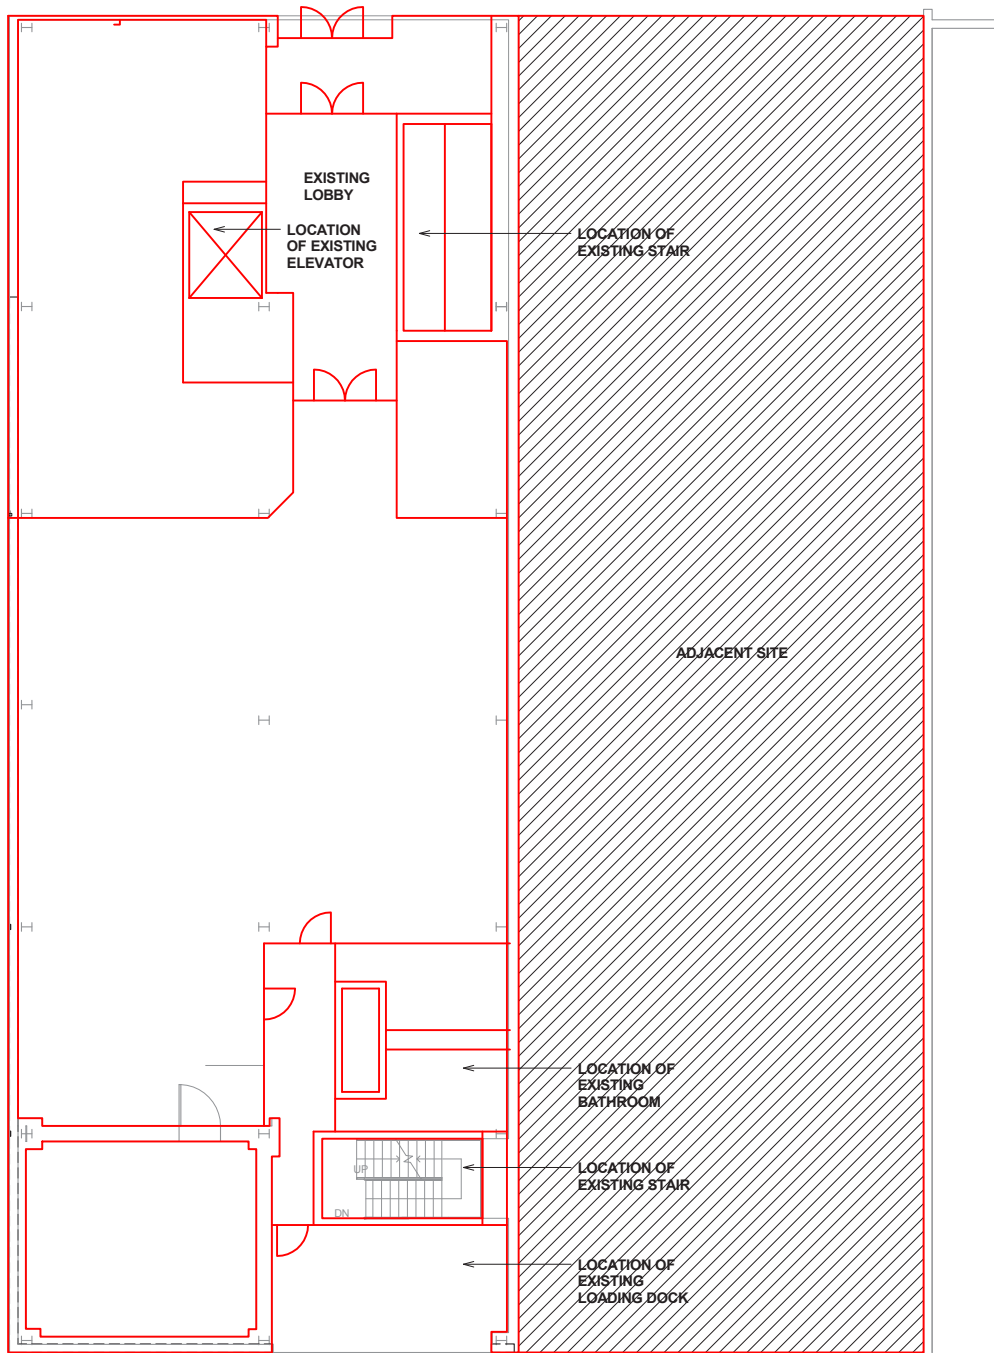 EXISTING
LOBBY
LOCATION
OF EXISTING
ELEVATOR
LOCATION OF
EXISTING STAIR
ADJACENT SITE
LOCATION OF
EXISTING
BATHROOM
UP
LOCATION OF
EXISTING STAIR
DN
LOCATION OF
EXISTING
LOADING DOCK